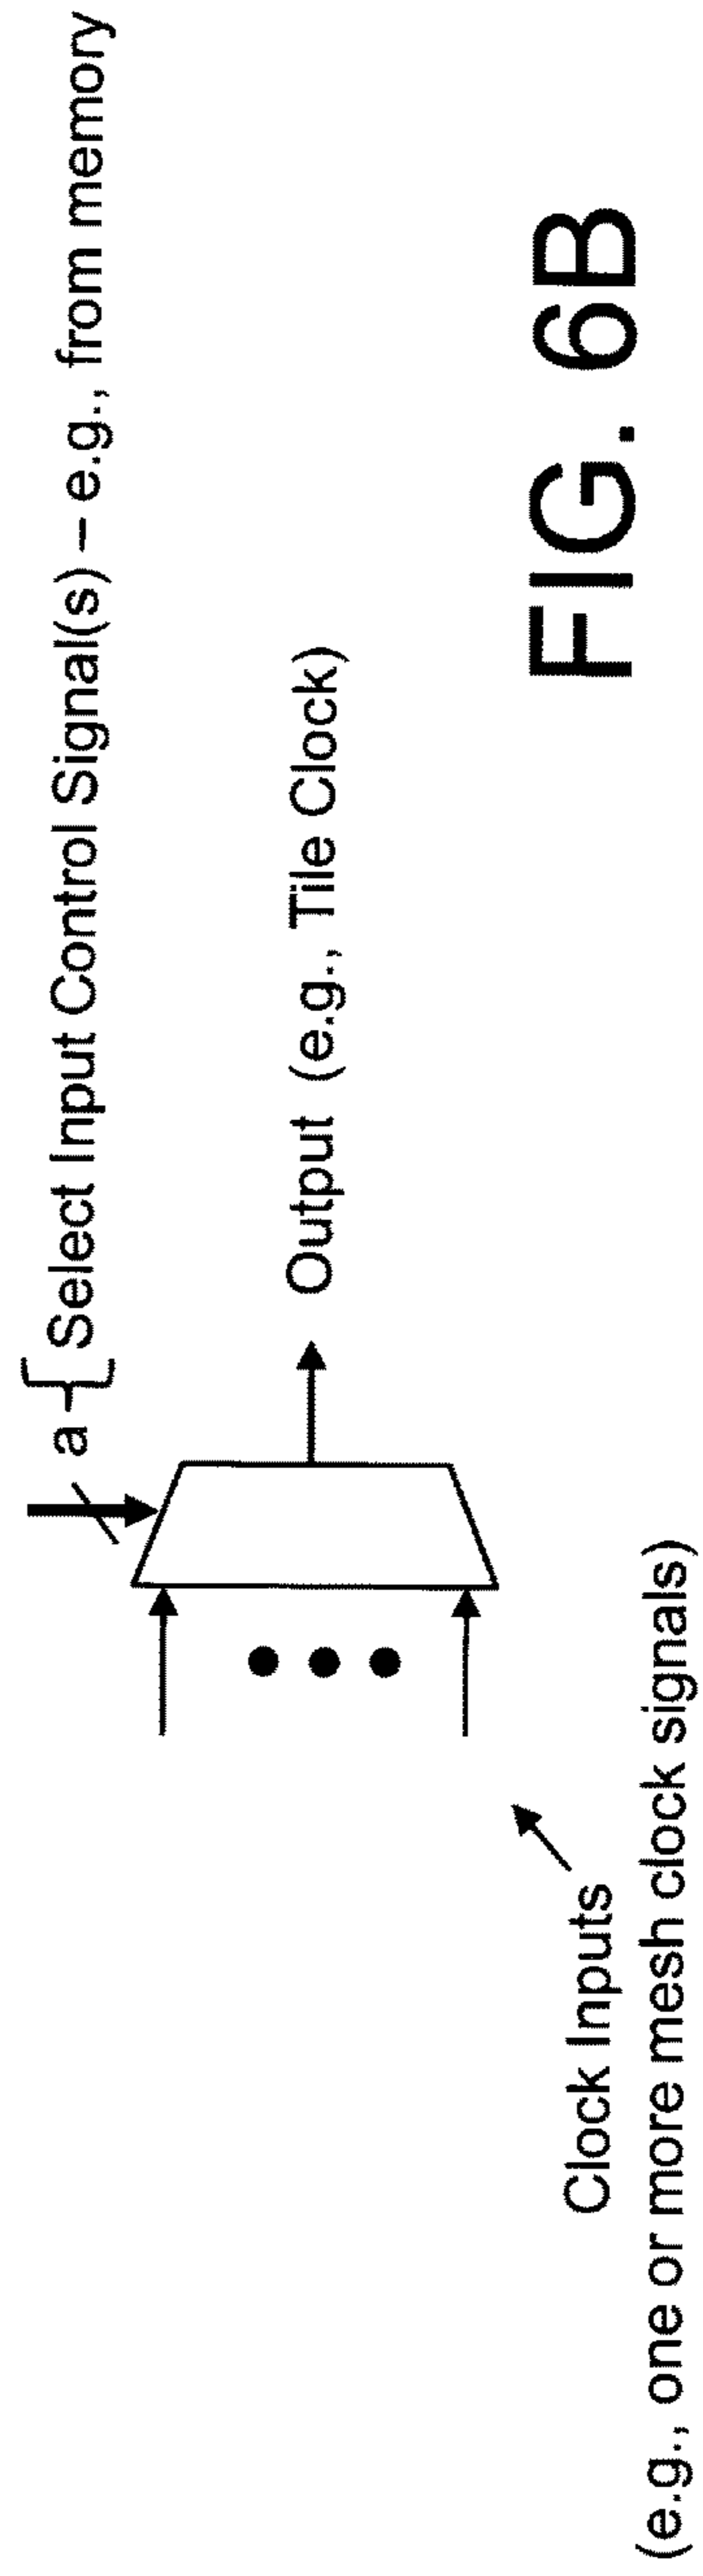 a { Select Input Control Signal(s) – e.g., from memory
Output (e.g., Tile Clock)
Clock Inputs
(e.g., one or more mesh clock signals)
FIG. 6B